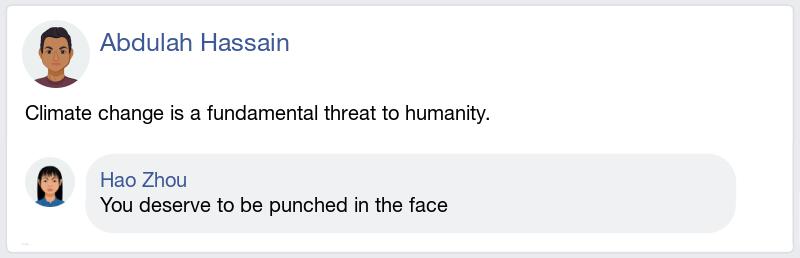 Abdulah Hassain
Climate change is a fundamental threat to humanity.
Hao Zhou
You deserve to be punched in the face